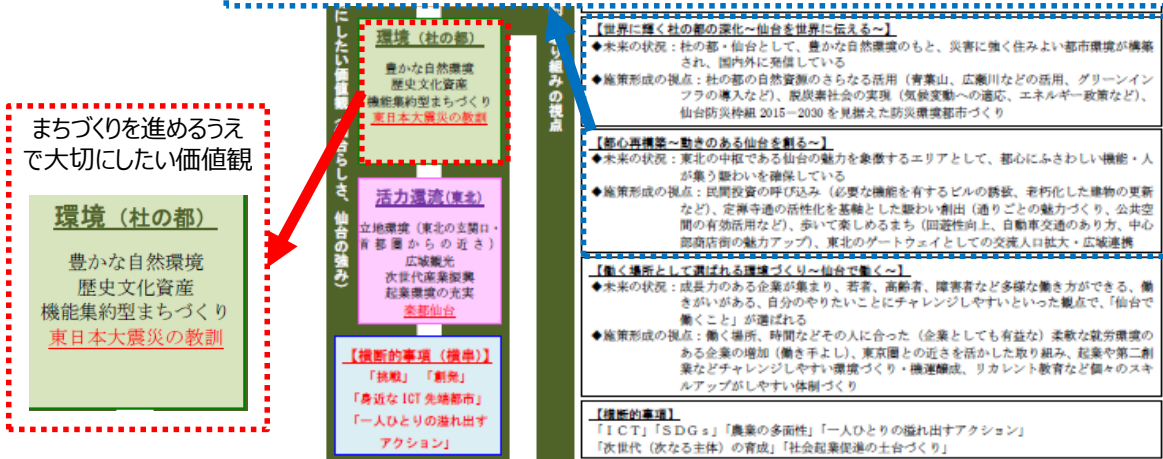 まちづくりを進めるうえ
で大切にしたい価値観
環境（杜の都）
豊かな自然環境
歴史文化資産
機能集約型まちづくり
東日本大震災の教訓
にしたい価値観
らしさ、仙台の強み）
環境（杜の都）
豊かな自然環境
歴史文化資産
機能集約型まちづくり
東日本大震災の教訓
活力還流（東北）
立地環境（東北の玄関口・
首都圏からの近さ）
広域観光
次世代産業振興
起業環境の充実
楽都仙台
【横断的事項（横串）】
「挑戦」「創発」
「身近なICT先端都市」
「一人ひとりの溢れ出す
アクション」
り組みの視点
【世界に輝く杜の都の深化～仙台を世界に伝える～】
◆未来の状況：杜の都・仙台として、豊かな自然環境のもと、災害に強く住みよい都市環境が構築
され、国内外に発信している
◆施策形成の視点：杜の都の自然資源のさらなる活用（青葉山、広瀬川などの活用、グリーンイン
フラの導入など）、脱炭素社会の実現（気候変動への適応、エネルギー政策など）、
仙台防災枠組2015－2030を見据えた防災環境都市づくり
【都心再構築～動きのある仙台を創る～】
◆未来の状況：東北の中枢である仙台の魅力を象徴するエリアとして、都心にふさわしい機能・人
が集う賑わいを確保している
◆施策形成の視点：民間投資の呼び込み（必要な機能を有するビルの誘致、老朽化した建物の更新
など）、定禅寺通の活性化を基軸とした賑わい創出（通りごとの魅力づくり、公共空
間の有効活用など）、歩いて楽しめるまち（回遊性向上、自動車交通のあり方、中心
部商店街の魅力アップ）、東北のゲートウェイとしての交流人口拡大・広域連携
【働く場所として選ばれる環境づくり～仙台で働く～】
◆未来の状況：成長力のある企業が集まり、若者、高齢者、障害者など多様な働き方ができる、働
きがいがある、自分のやりたいことにチャレンジしやすいといった観点で、「仙台で
働くこと」が選ばれる
◆施策形成の視点：働く場所、時間などその人に合った（企業としても有益な）柔軟な就労環境の
ある企業の増加（働き手よし）、東京圏との近さを活かした取り組み、起業や第二創
業などチャレンジしやすい環境づくり・機運醸成、リカレント教育など個々のスキ
ルアップがしやすい体制づくり
【横断的事項】
「ICT」「SDGs」「農業の多面性」「一人ひとりの溢れ出すアクション」
「次世代（次なる主体）の育成」「社会起業促進の土台づくり」